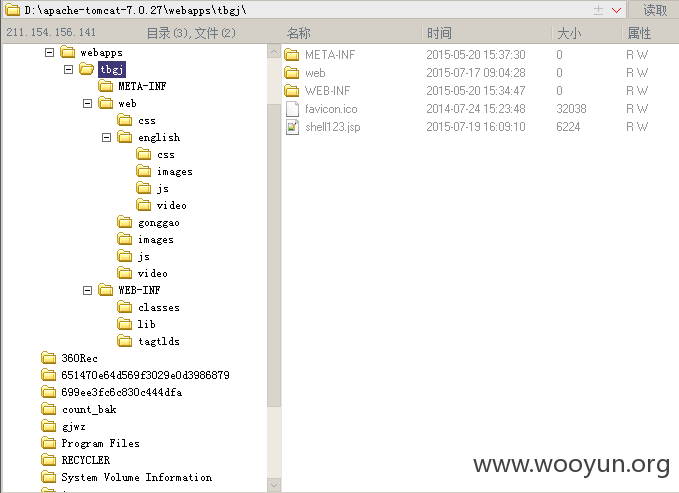 D:\apache-tomcat-7.0.27\webapps\tbgj\ 读取
211.154.156.141 目录(3),文件(2) 名称 时间 大小 属性
webapps
tbgj
META-INF
web
css
english
css
images
js
video
gonggao
images
js
video
WEB-INF
classes
lib
tagtlds
360Rec
651470e64d569f3029e0d3986879
699ee3fc6c830c444dfa
count_bak
gjwz
Program Files
RECYCLER
System Volume Information
META-INF 2015-05-20 15:37:30 0 R W
web 2015-07-17 09:04:28 0 R W
WEB-INF 2015-05-20 15:34:47 0 R W
favicon.ico 2014-07-24 15:23:48 32038 R W
shell123.jsp 2015-07-19 16:09:10 6224 R W
www.wooyun.org